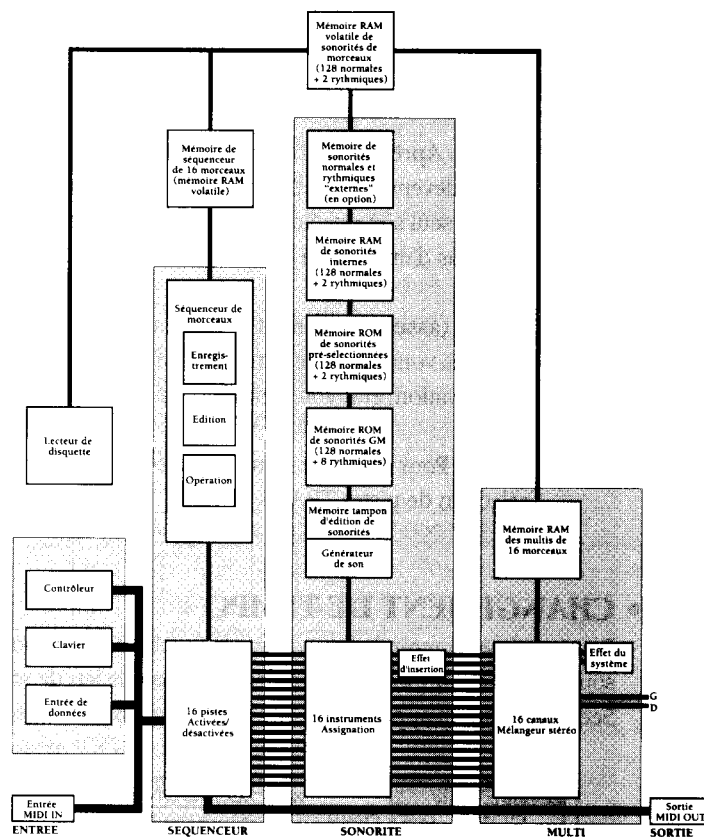 Mémoire RAM
volatile de
sonorités de
morceaux
(128 normales
+ 2 rythmiques)
Mémoire de
séquenceur
de 16 morceaux
(mémoire RAM
volatile)
Mémoire de
sonorités
normales et
rythmiques
"externes"
(en option)
Mémoire RAM
de sonorités
internes
(128 normales
+ 2 rythmiques)
Séquenceur de
morceaux
Enregis-
trement
Edition
Opération
Mémoire ROM
de sonorités
pré-selectionnées
(128 normales
+ 2 rythmiques)
Lecteur de
disquette
Mémoire ROM
de sonorités GM
(128 normales
+ 8 rythmiques)
Mémoire tampon
d'édition de
sonorités
Générateur
de son
Mémoire RAM
des multis de
16 morceaux
Contrôleur
Clavier
Entrée de
données
16 pistes
Activées/
désactivées
16 instruments
Assignation
Effet
d'insertion
16 canaux
Mélangeur stéréo
Effet du
système
G
D
Entrée
MIDI IN
Sortie
MIDI OUT
ENTREE
SEQUENCEUR
SONORITE
MULTI
SORTIE